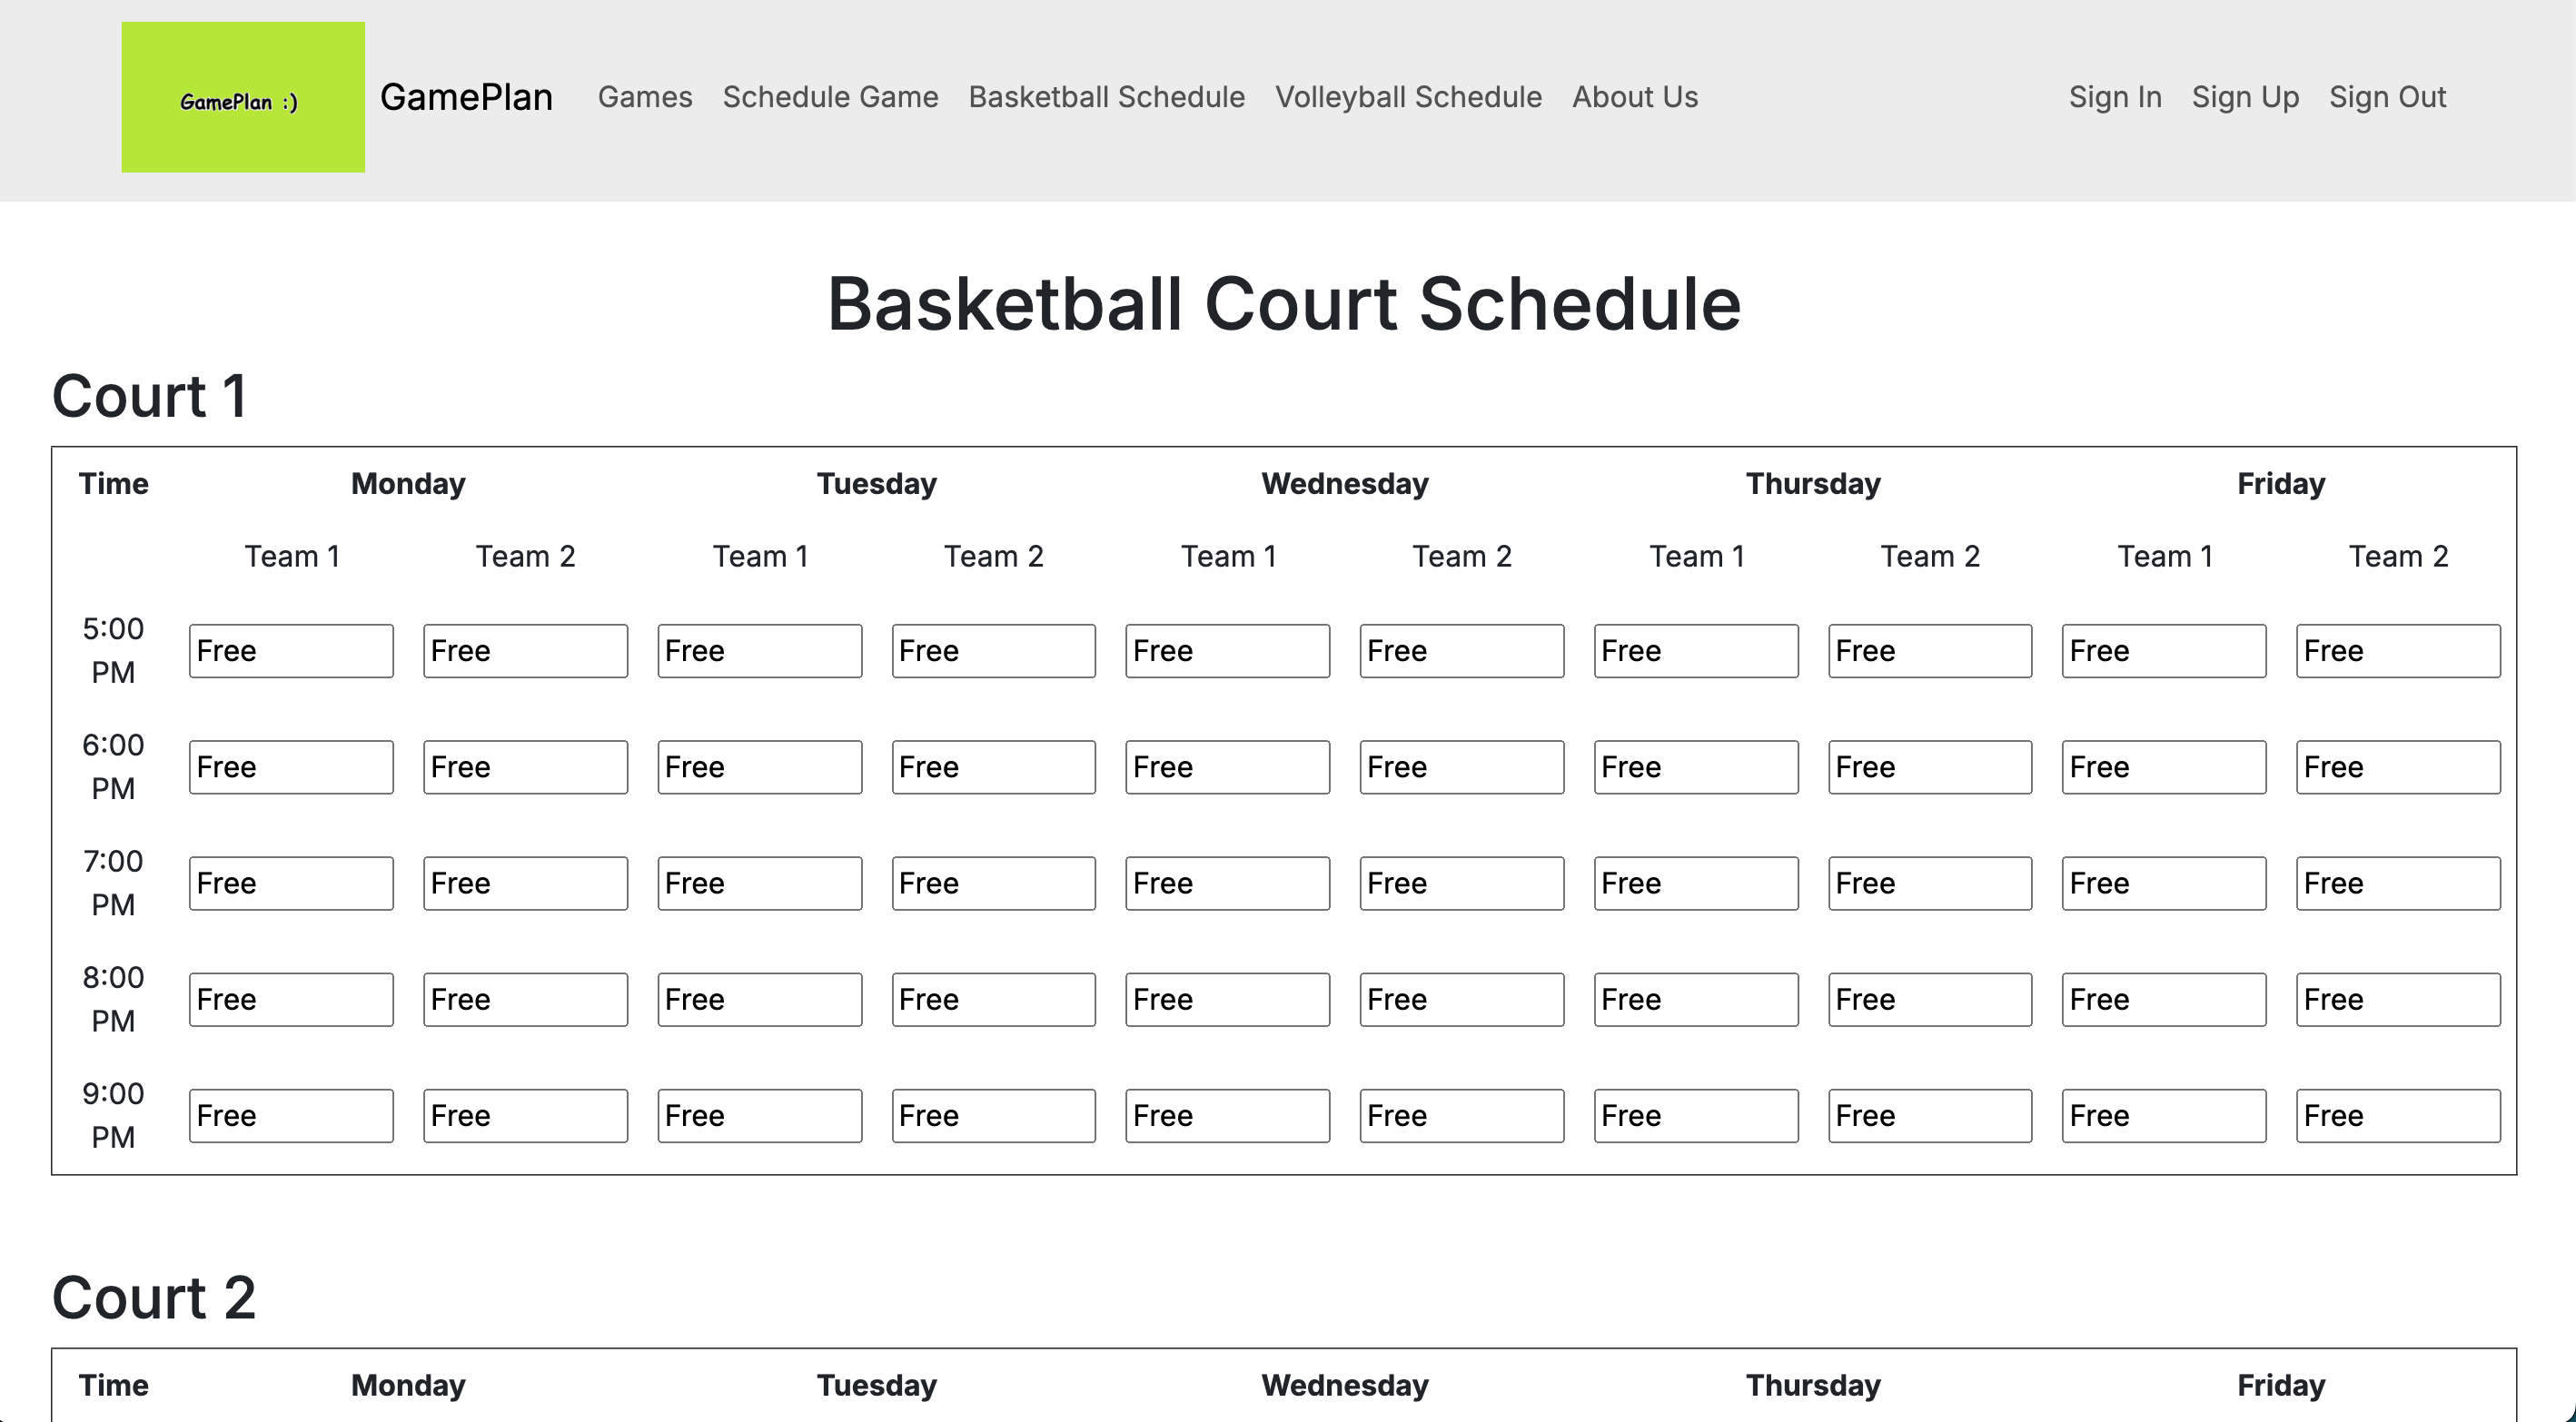 GamePlan :)
GamePlan Games Schedule Game Basketball Schedule Volleyball Schedule About Us Sign In Sign Up Sign Out
Basketball Court Schedule
Court 1
Time Monday Tuesday Wednesday Thursday Friday
Team 1 Team 2 Team 1 Team 2 Team 1 Team 2 Team 1 Team 2 Team 1 Team 2
5:00 PM Free Free Free Free Free Free Free Free Free Free
6:00 PM Free Free Free Free Free Free Free Free Free Free
7:00 PM Free Free Free Free Free Free Free Free Free Free
8:00 PM Free Free Free Free Free Free Free Free Free Free
9:00 PM Free Free Free Free Free Free Free Free Free Free
Court 2
Time Monday Tuesday Wednesday Thursday Friday